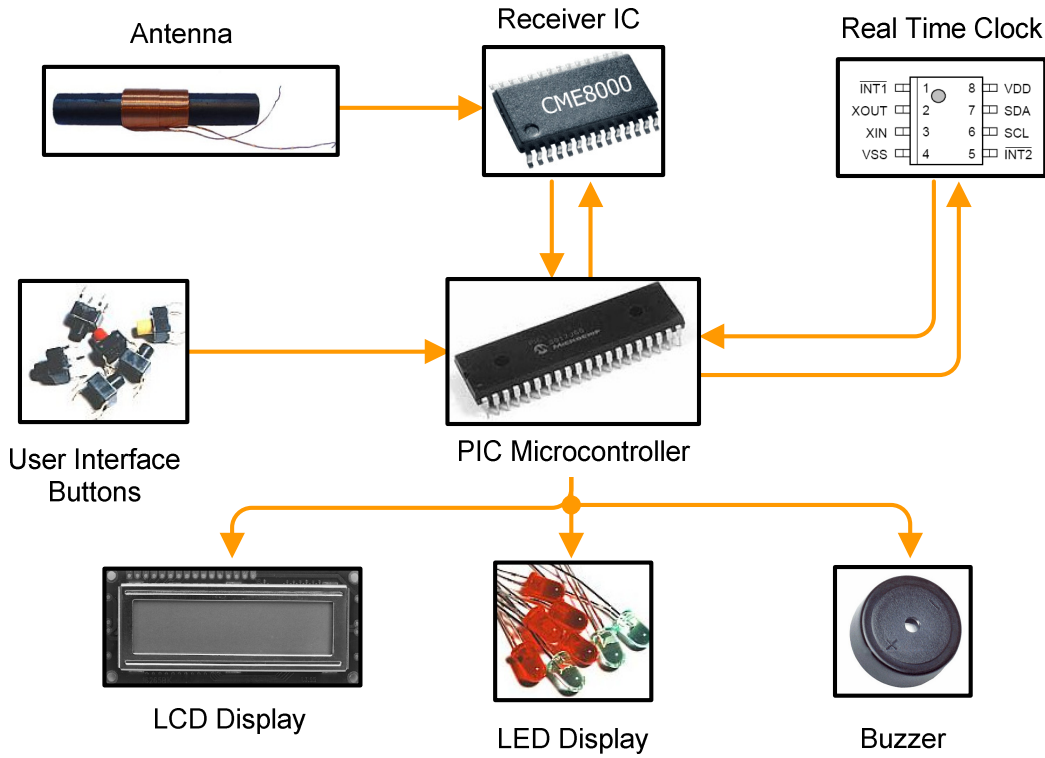 Antenna
Receiver IC
Real Time Clock
CME8000
INT1 1 8 VDD
XOUT 2 7 SDA
XIN 3 6 SCL
VSS 4 5 INT2
MICROCHIP
PIC Microcontroller
User Interface
Buttons
LCD Display
LED Display
Buzzer